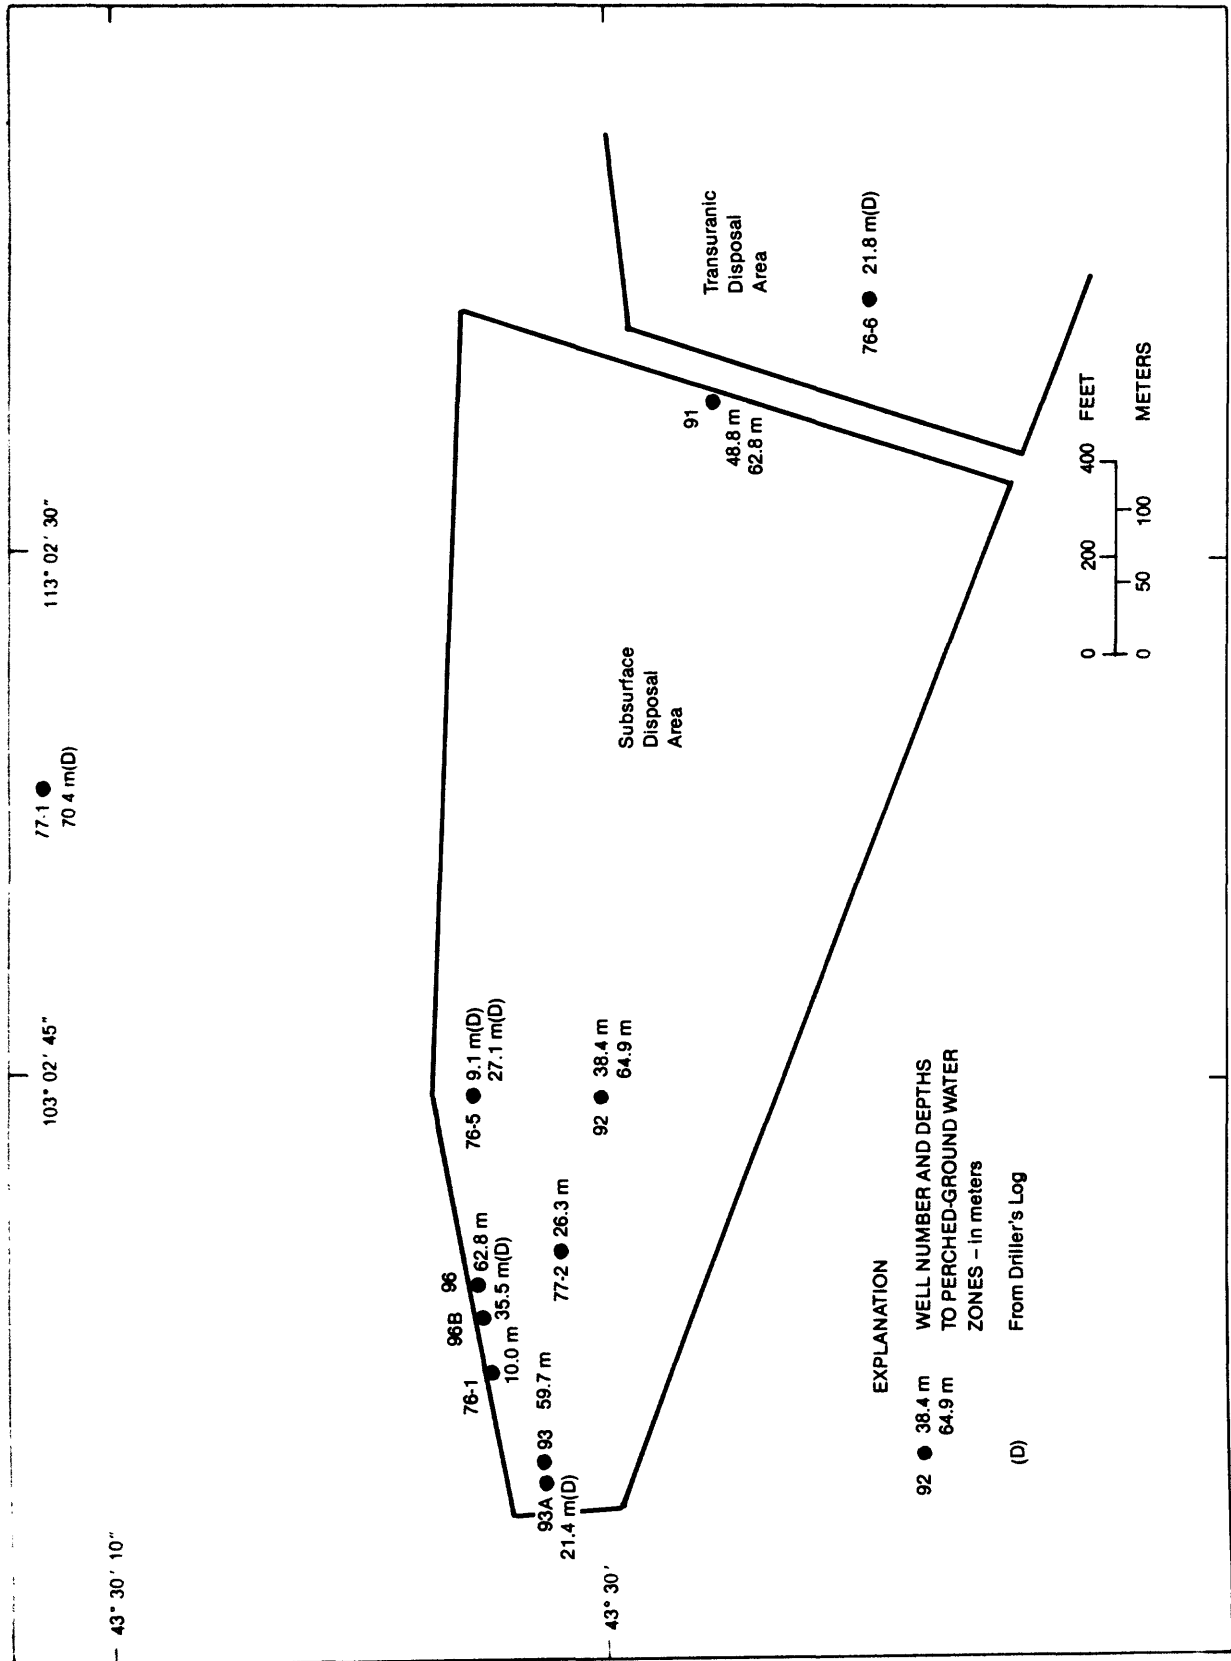 43° 30′ 10″
103° 02′ 45″
113° 02′ 30″
77-1
70 4 m(D)
43° 30′
93A
21.4 m(D)
93
59.7 m
76-1
10.0 m
96B
35.5 m(D)
96
62.8 m
77-2
26.3 m
76-5
9.1 m(D)
27.1 m(D)
92
38.4 m
64.9 m
Subsurface
Disposal
Area
91
48.8 m
62.8 m
Transuranic
Disposal
Area
76-6
21.8 m(D)
EXPLANATION
92 38.4 m WELL NUMBER AND DEPTHS
64.9 m TO PERCHED-GROUND WATER
ZONES – in meters
(D) From Driller's Log
0 200 400 FEET
0 50 100 METERS